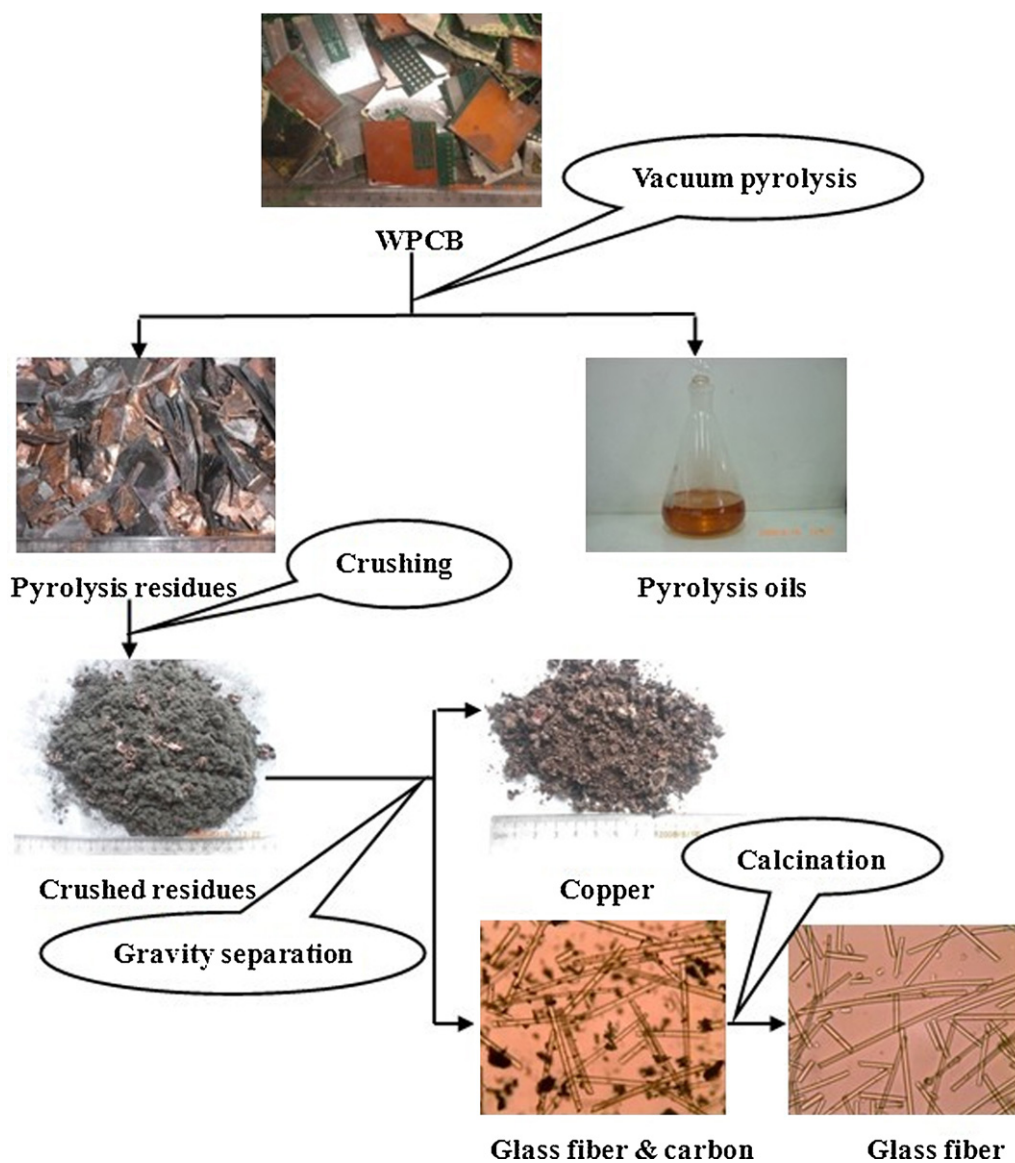 Vacuum pyrolysis
WPCB
Crushing
Pyrolysis residues
Pyrolysis oils
Crushed residues
Copper
Calcination
Gravity separation
Glass fiber & carbon
Glass fiber